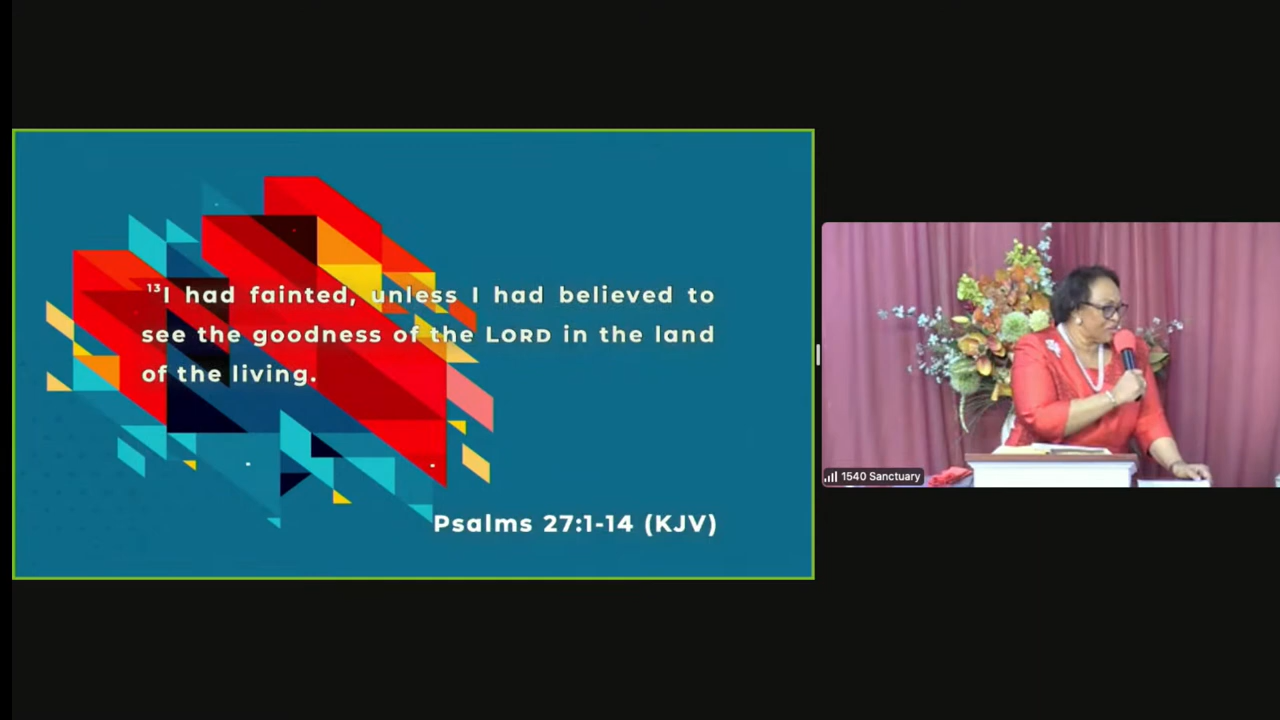 ¹³I had fainted, unless I had believed to
see the goodness of the LORD in the land
of the living.
Psalms 27:1-14 (KJV)
1540 Sanctuary